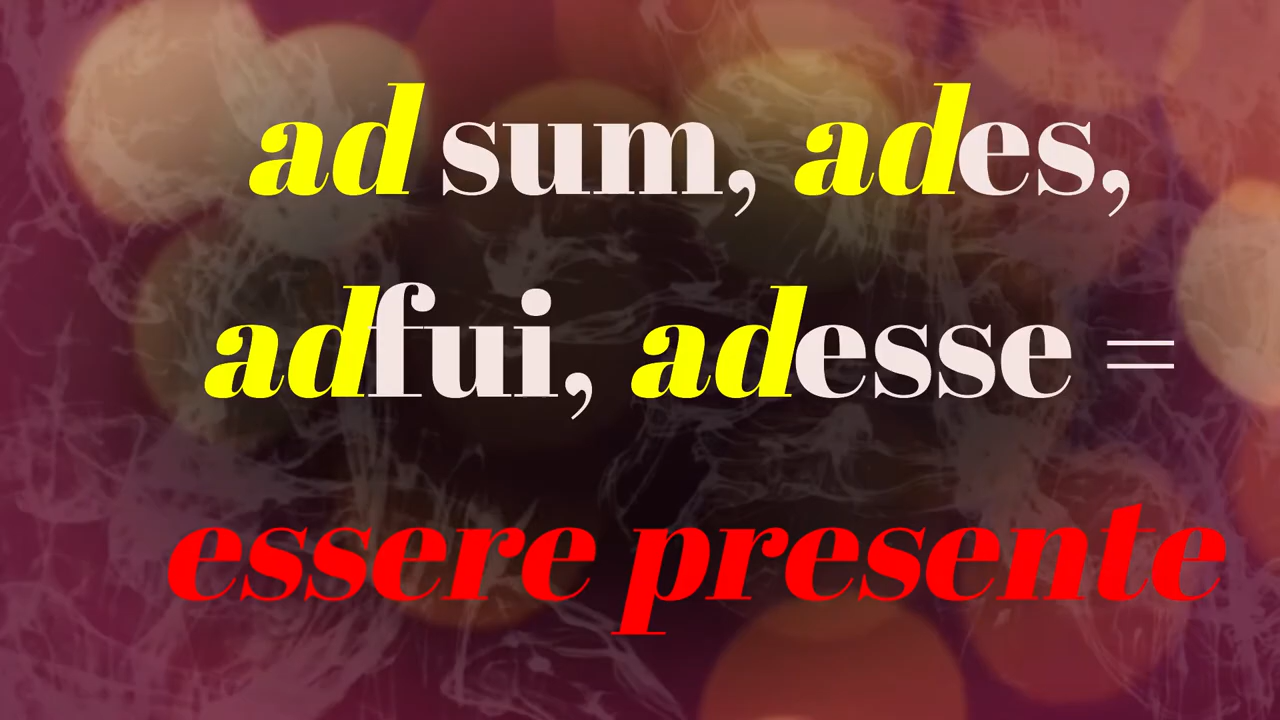 ad sum, ades,
adfui, adesse =
essere presente